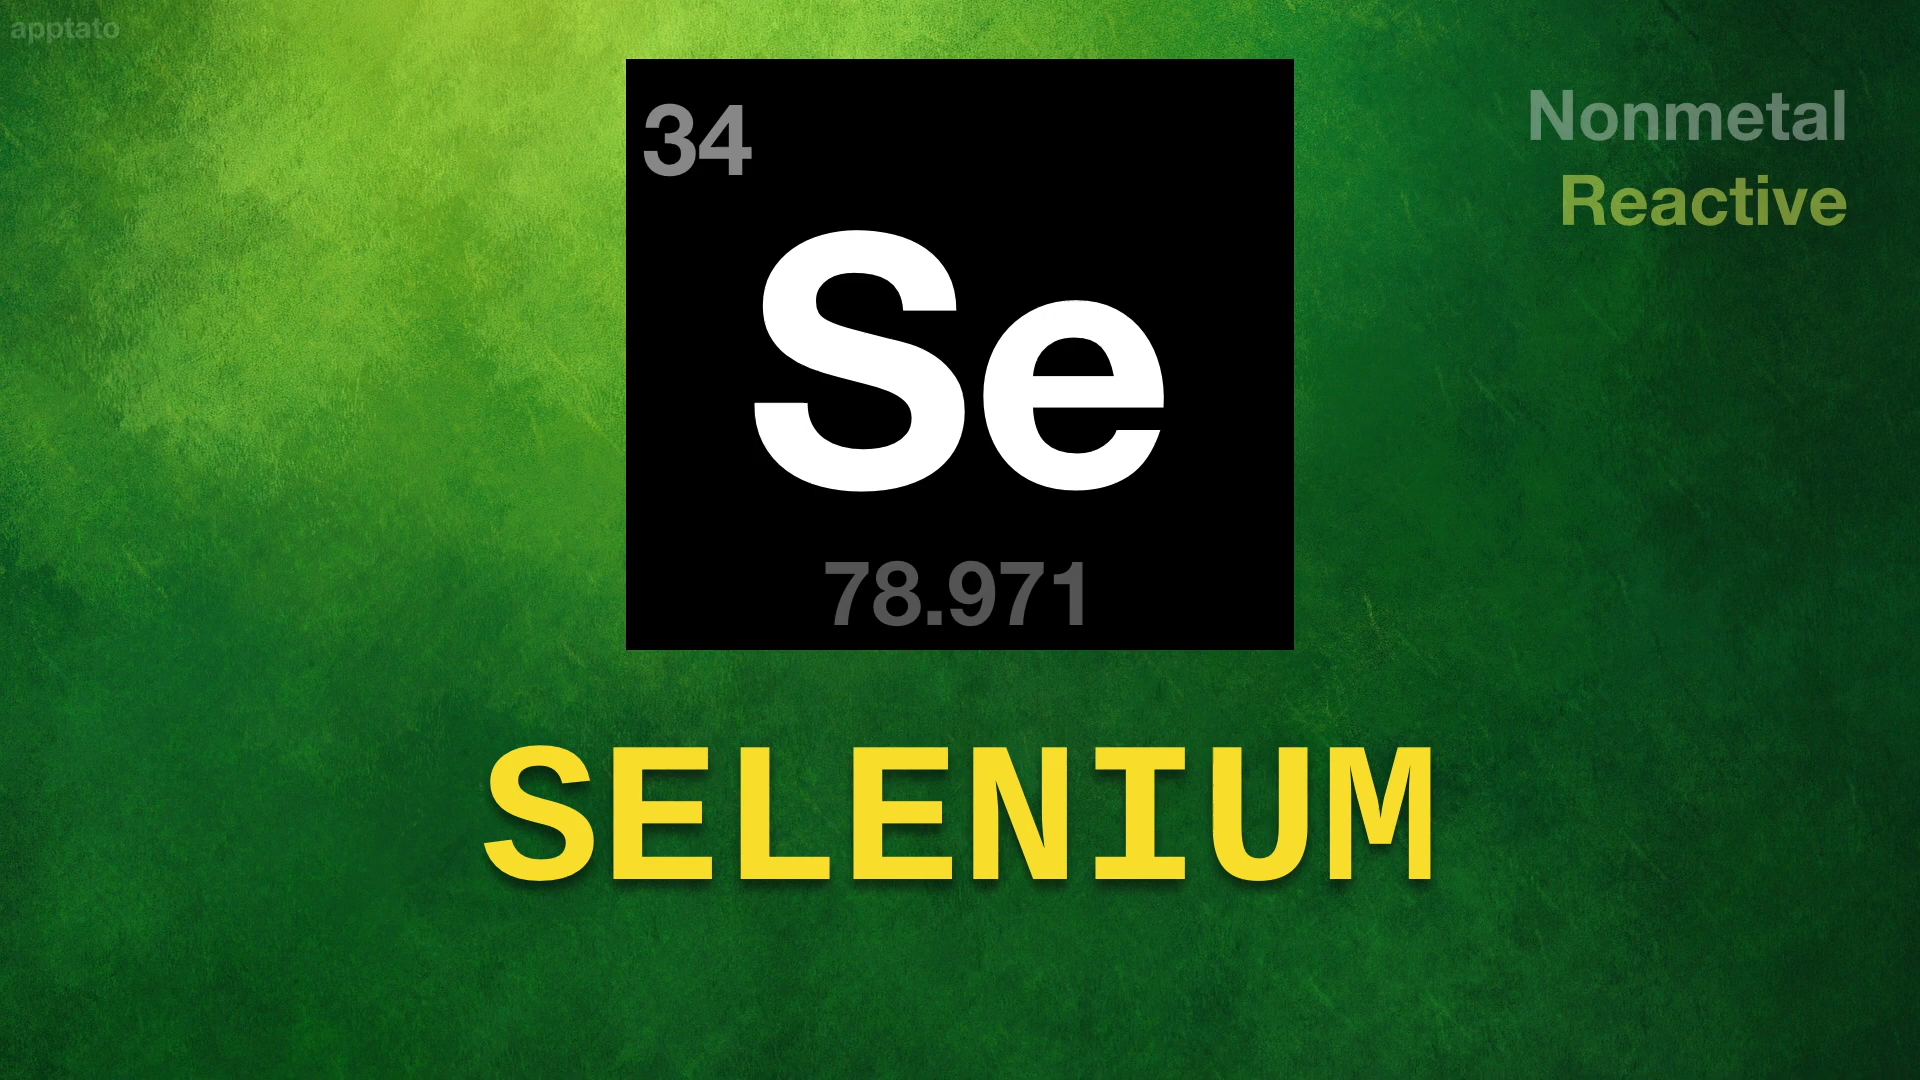 apptato
Nonmetal
Reactive
34
Se
78.971
SELENIUM